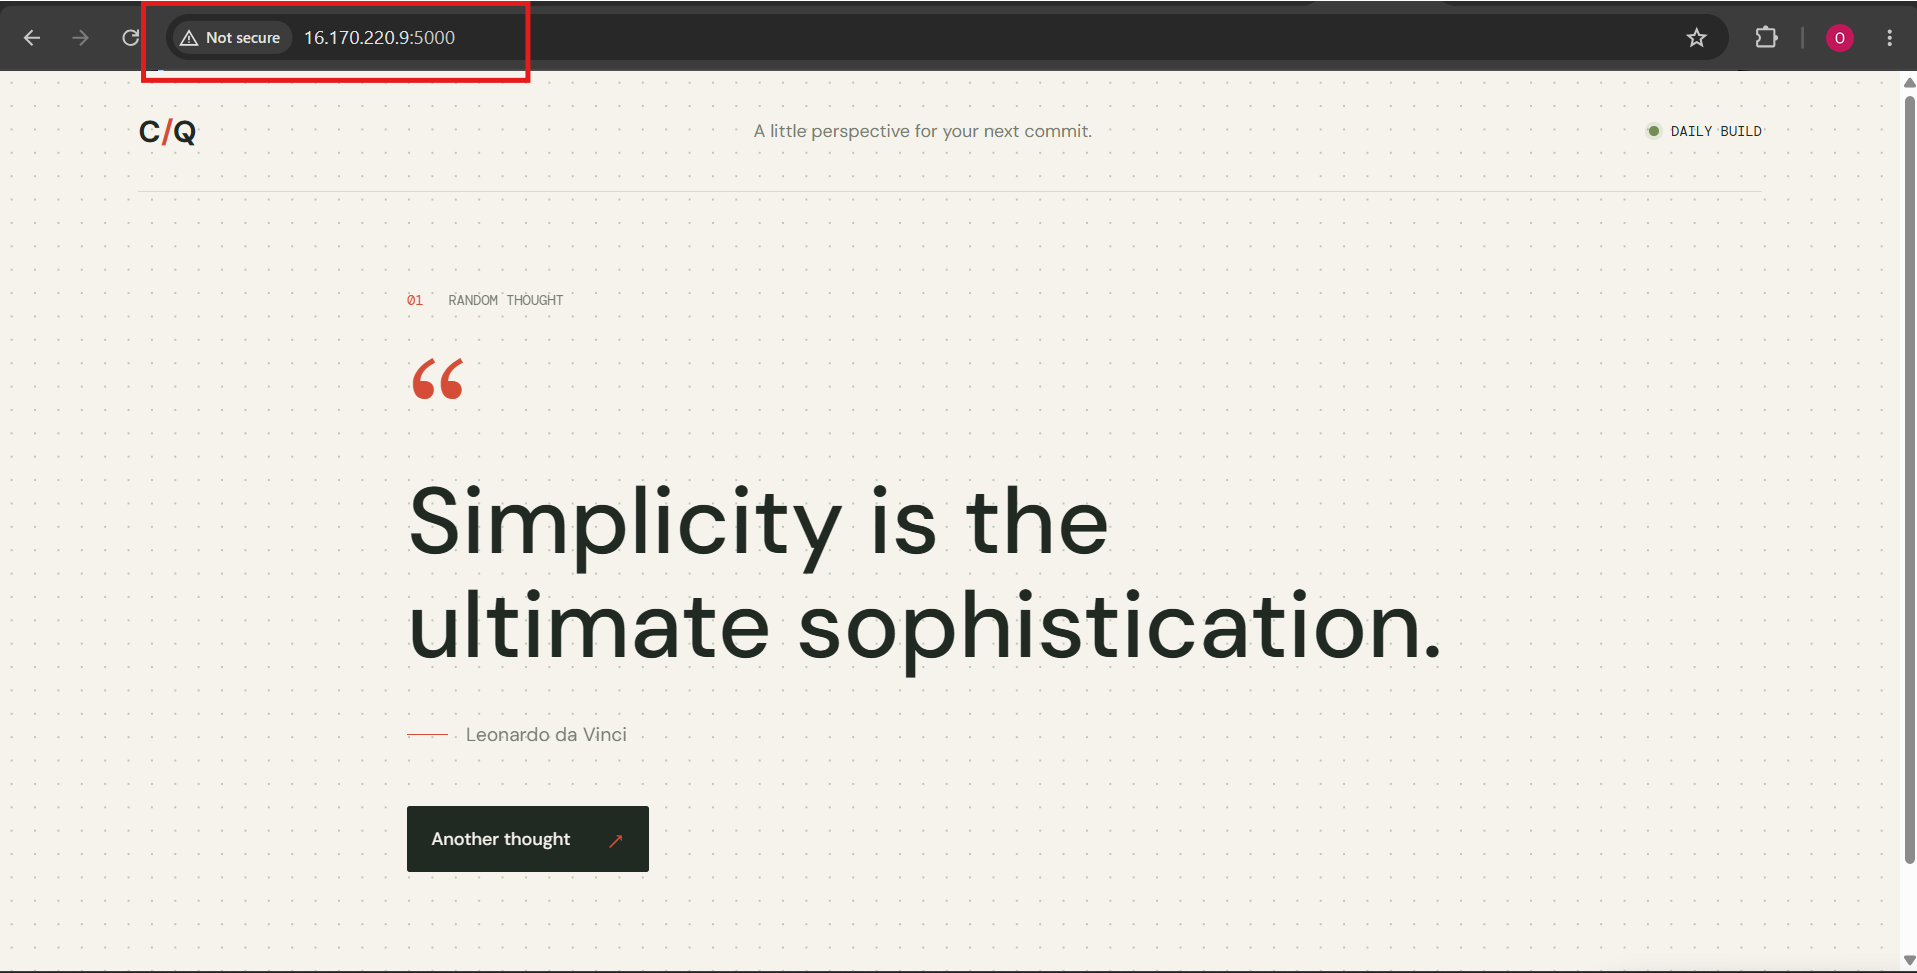 Not secure 16.170.220.9:5000
O
C/Q
A little perspective for your next commit.
DAILY BUILD
01 RANDOM THOUGHT
“
Simplicity is the
ultimate sophistication.
Leonardo da Vinci
Another thought ↗